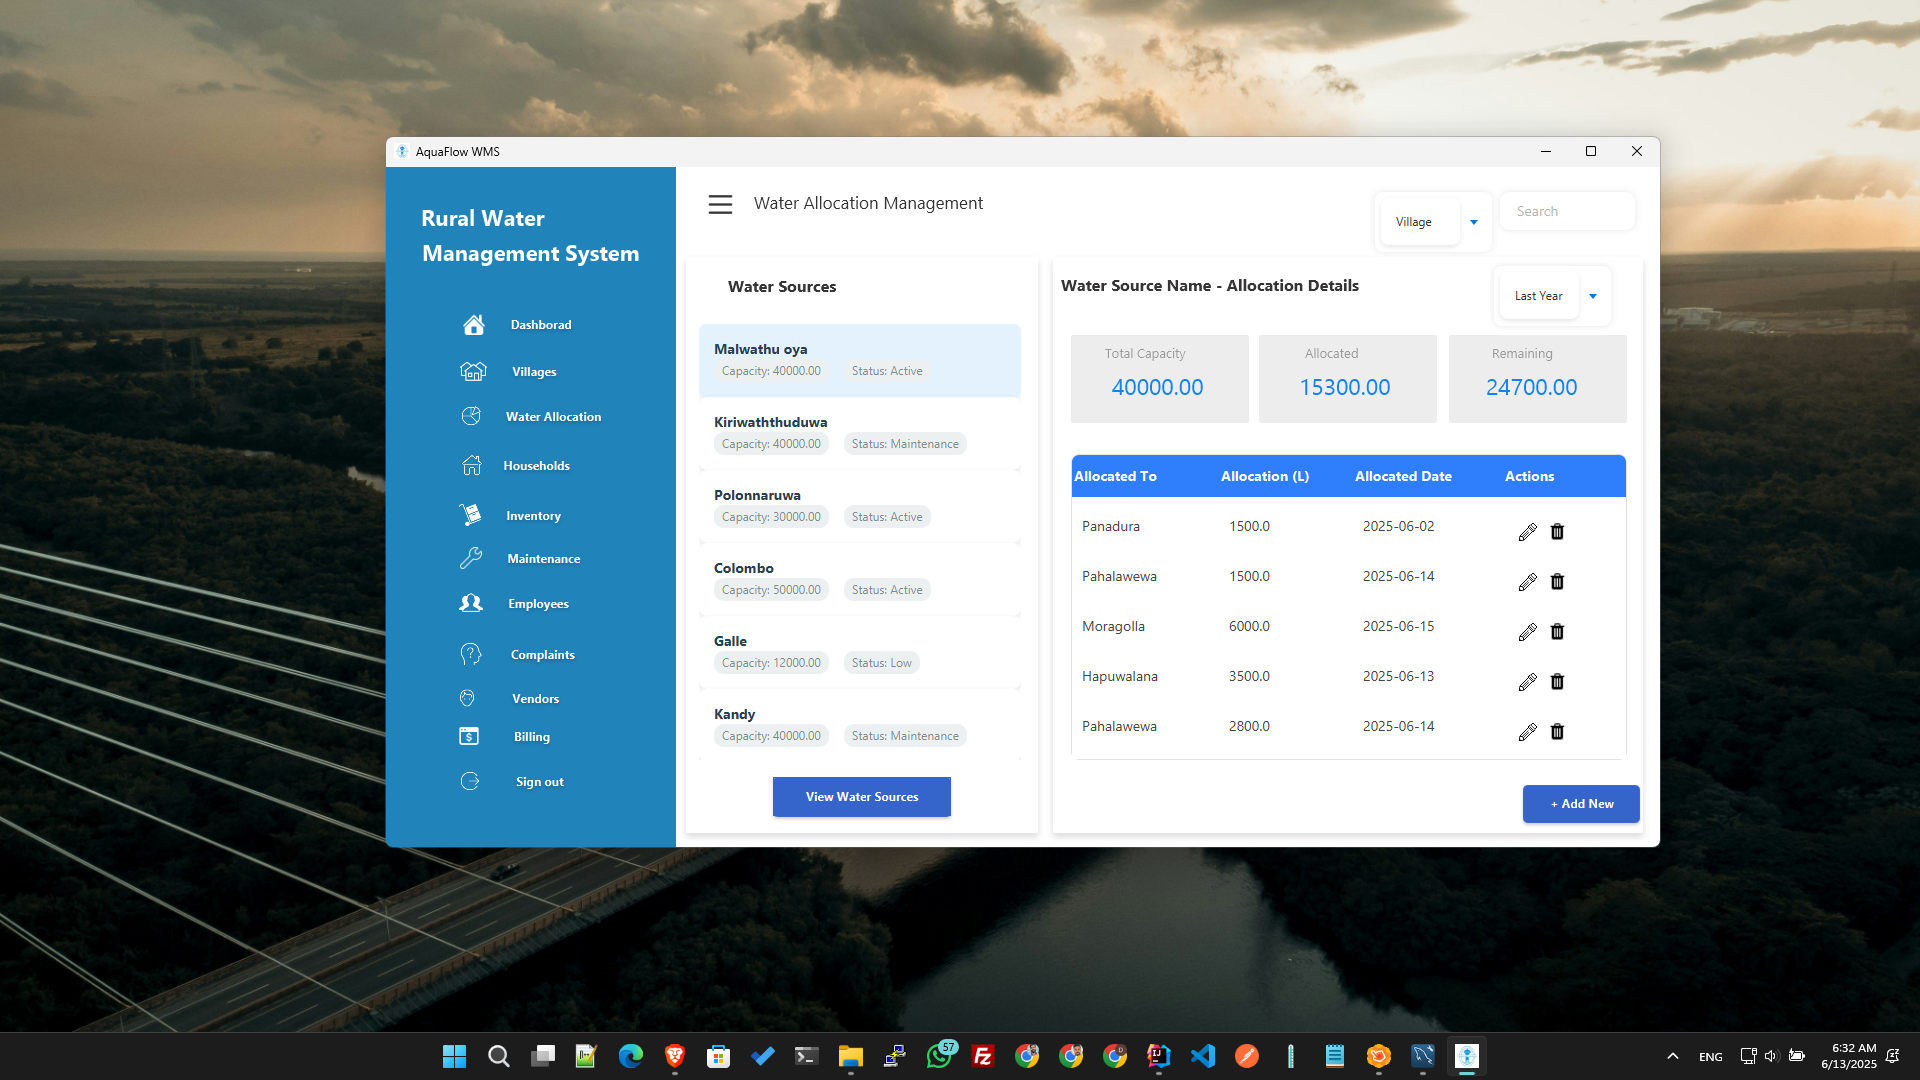 AquaFlow WMS
Rural Water
Management System
Dashborad
Villages
Water Allocation
Households
Inventory
Maintenance
Employees
Complaints
Vendors
Billing
Sign out
Water Allocation Management
Village
Search
Water Sources
Malwathu oya
Capacity: 40000.00 Status: Active
Kiriwaththuduwa
Capacity: 40000.00 Status: Maintenance
Polonnaruwa
Capacity: 30000.00 Status: Active
Colombo
Capacity: 50000.00 Status: Active
Galle
Capacity: 12000.00 Status: Low
Kandy
Capacity: 40000.00 Status: Maintenance
View Water Sources
Water Source Name - Allocation Details
Last Year
Total Capacity Allocated Remaining
40000.00 15300.00 24700.00
Allocated To Allocation (L) Allocated Date Actions
Panadura 1500.0 2025-06-02
Pahalawewa 1500.0 2025-06-14
Moragolla 6000.0 2025-06-15
Hapuwalana 3500.0 2025-06-13
Pahalawewa 2800.0 2025-06-14
+ Add New
57
ENG
6:32 AM
6/13/2025